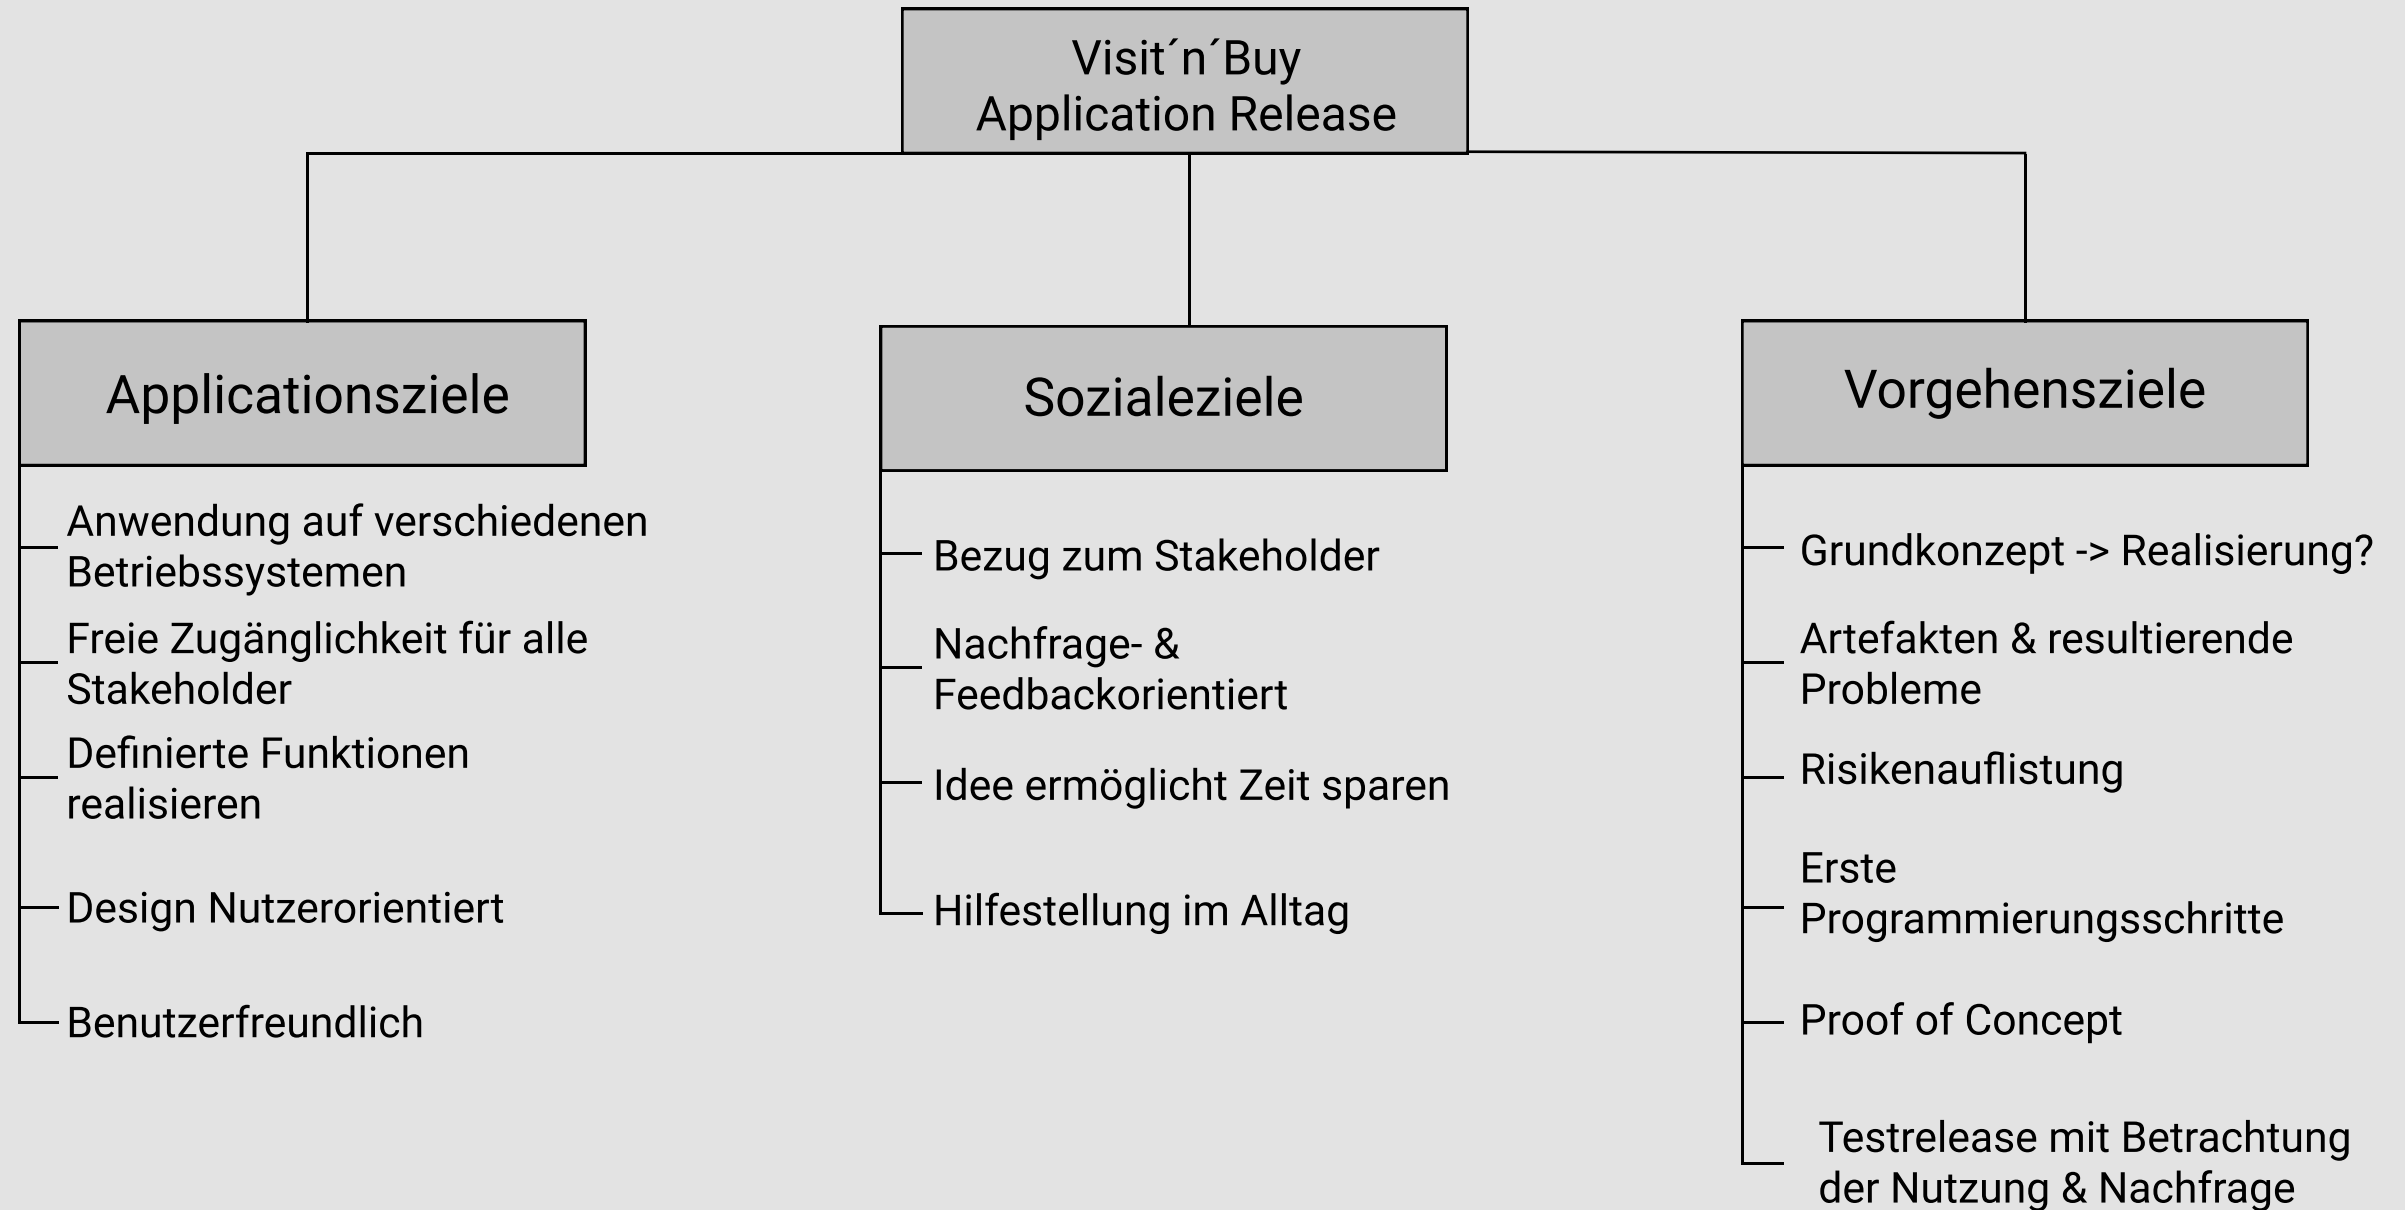 Visit´n´Buy
Application Release
Applicationsziele
Anwendung auf verschiedenen
Betriebssystemen
Freie Zugänglichkeit für alle
Stakeholder
Definierte Funktionen
realisieren
Design Nutzerorientiert
Benutzerfreundlich
Sozialeziele
Bezug zum Stakeholder
Nachfrage- &
Feedbackorientiert
Idee ermöglicht Zeit sparen
Hilfestellung im Alltag
Vorgehensziele
Grundkonzept -> Realisierung?
Artefakten & resultierende
Probleme
Risikenauflistung
Erste
Programmierungsschritte
Proof of Concept
Testrelease mit Betrachtung
der Nutzung & Nachfrage